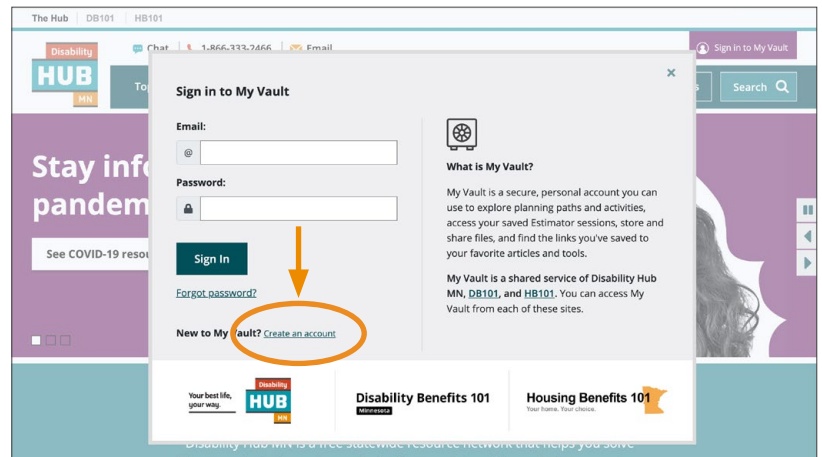 The Hub DB101 HB101
Disability
HUB
MN
Chat 1-866-333-2466 Email
Sign In to My Vault
Search
Stay
pandem
See COVID-19
Sign in to My Vault
Email:
@
Password:
Sign In
Forgot password?
New to My Vault? Create an account
×
What is My Vault?
My Vault is a secure, personal account you can
use to explore planning paths and activities,
access your saved Estimator sessions, store and
share files, and find the links you've saved to
your favorite articles and tools.
My Vault is a shared service of Disability Hub
MN, DB101, and HB101. You can access My
Vault from each of these sites.
Your best life,
your way.
Disability
HUB
MN
Disability Benefits 101
Minnesota
Housing Benefits 101
Your home. Your choice.
Disability Hub MN is a free statewide resource network that helps you solve